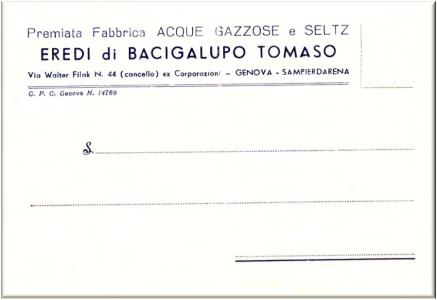 Premiata Fabbrica ACQUE GAZZOSE e SELTZ
EREDI di BACIGALUPO TOMASO
Via Walter Fillak N. 44 (cancello) ex Corporazioni – GENOVA - SAMPIERDARENA
C. P. C. Genova N. 14769
S.